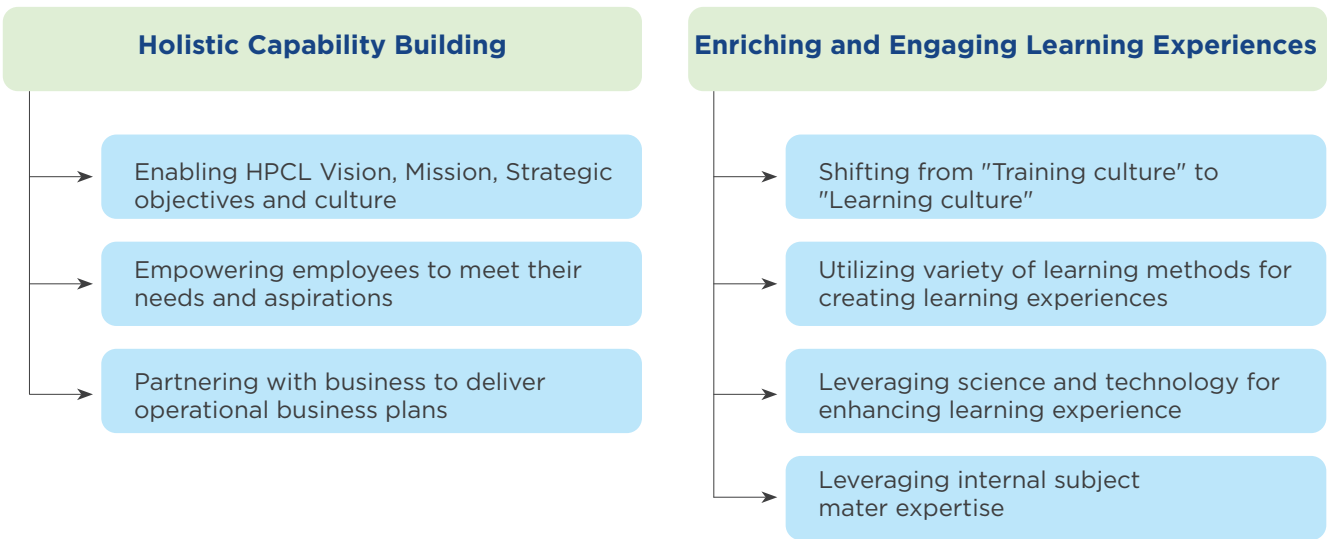 Holistic Capability Building
Enabling HPCL Vision, Mission, Strategic
objectives and culture
Empowering employees to meet their
needs and aspirations
Partnering with business to deliver
operational business plans
Enriching and Engaging Learning Experiences
Shifting from "Training culture" to
"Learning culture"
Utilizing variety of learning methods for
creating learning experiences
Leveraging science and technology for
enhancing learning experience
Leveraging internal subject
mater expertise